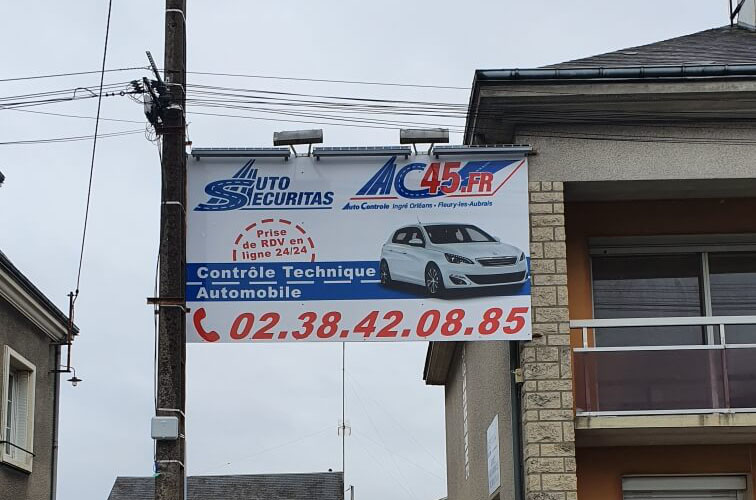 AUTO
SECURITAS
AC45.FR
Auto Controle Ingré Orléans - Fleury-les-Aubrais
Prise
de RDV en
ligne 24/24
Contrôle Technique
Automobile
02.38.42.08.85